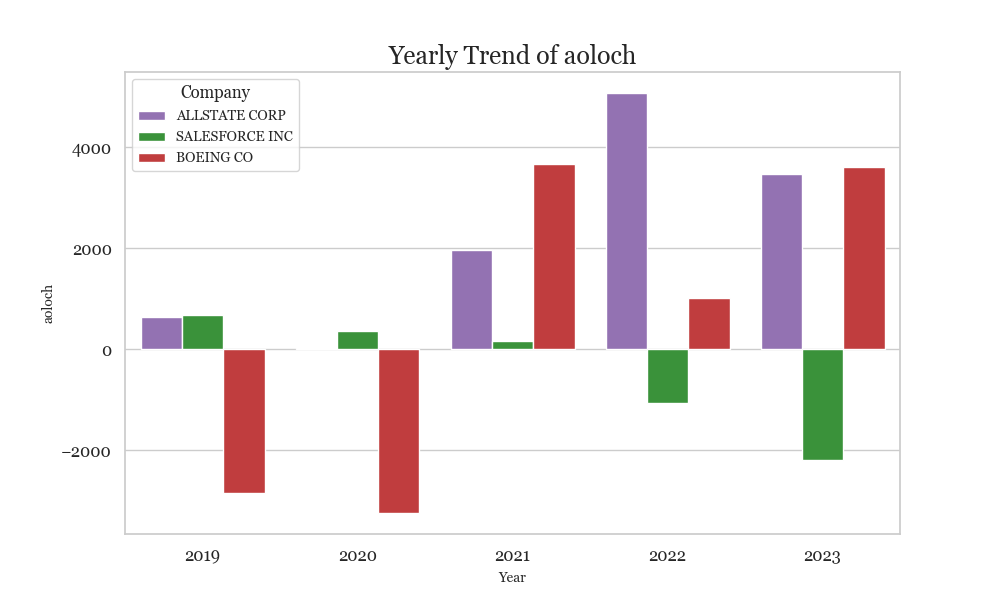 Yearly Trend of aoloch
Company
ALLSTATE CORP
SALESFORCE INC
BOEING CO
4000
2000
0
−2000
aoloch
2019 2020 2021 2022 2023
Year